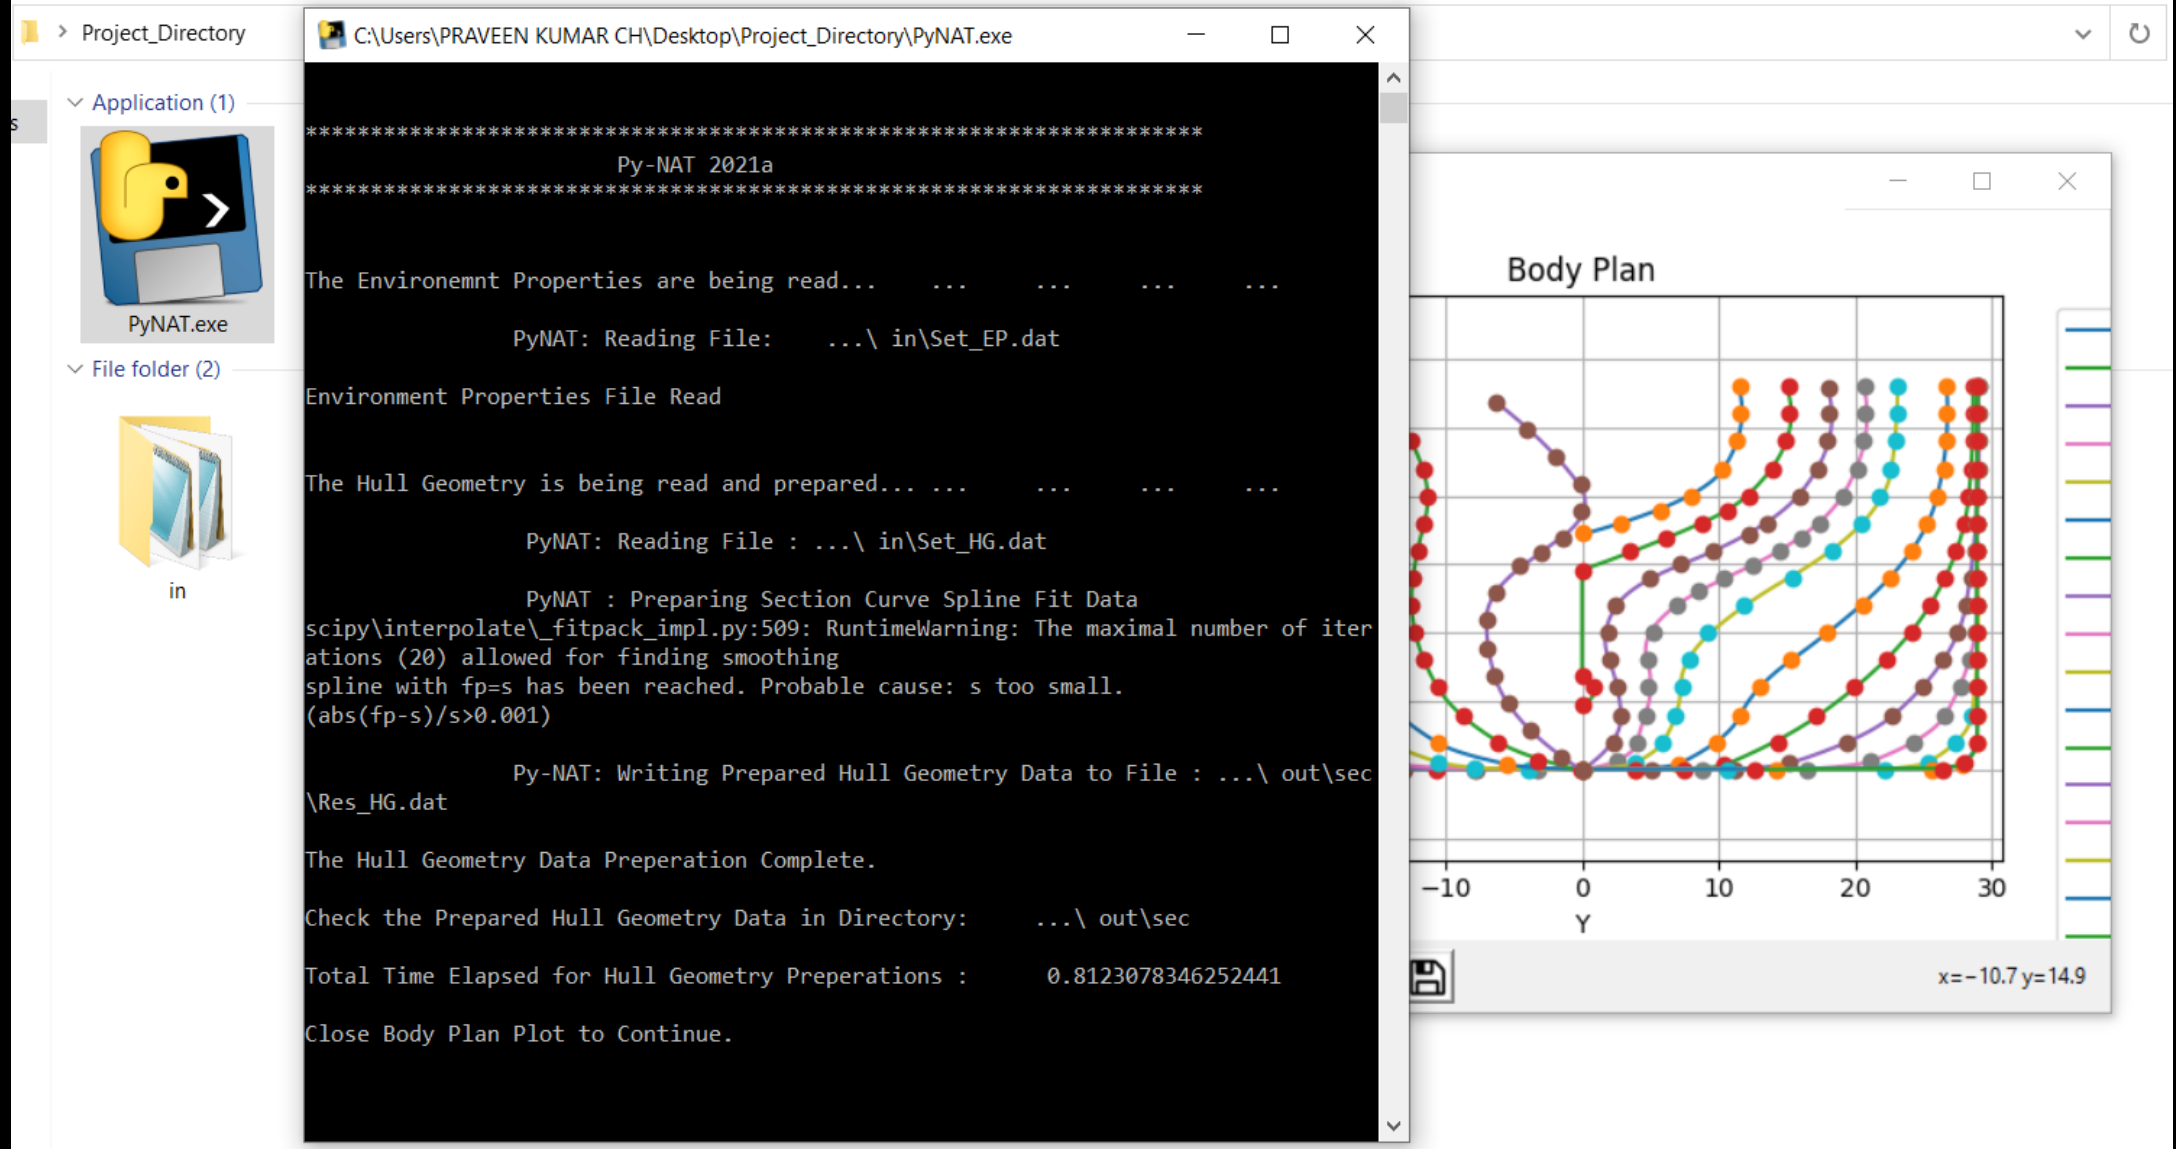 Project_Directory
Application (1)
PyNAT.exe
File folder (2)
in
s
C:\Users\PRAVEEN KUMAR CH\Desktop\Project_Directory\PyNAT.exe
*********************************************************************
Py-NAT 2021a
*********************************************************************
The Environemnt Properties are being read... ... ... ... ...
PyNAT: Reading File: ...\ in\Set_EP.dat
Environment Properties File Read
The Hull Geometry is being read and prepared... ... ... ... ...
PyNAT: Reading File : ...\ in\Set_HG.dat
PyNAT : Preparing Section Curve Spline Fit Data
scipy\interpolate\_fitpack_impl.py:509: RuntimeWarning: The maximal number of iter
ations (20) allowed for finding smoothing
spline with fp=s has been reached. Probable cause: s too small.
(abs(fp-s)/s>0.001)
Py-NAT: Writing Prepared Hull Geometry Data to File : ...\ out\sec
\Res_HG.dat
The Hull Geometry Data Preperation Complete.
Check the Prepared Hull Geometry Data in Directory: ...\ out\sec
Total Time Elapsed for Hull Geometry Preperations : 0.8123078346252441
Close Body Plan Plot to Continue.
Body Plan
−10 0 10 20 30
Y
x=−10.7 y=14.9